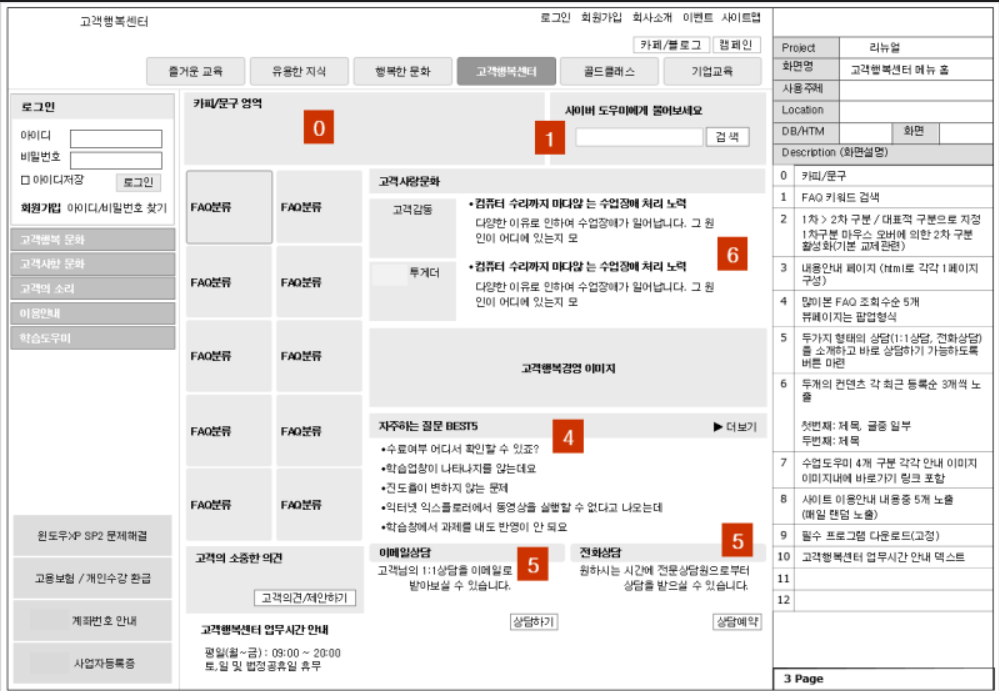 고객행복센터
로그인 회원가입 회사소개 이벤트 사이트맵
카페/블로그 캠페인
즐거운 교육 유용한 지식 행복한 문화 고객행복센터 골드클래스 기업교육
로그인
아이디
비밀번호
아이디저장 로그인
회원가입 아이디/비밀번호 찾기
고객행복 문화
고객사랑 문화
고객의 소리
이용안내
학습도우미
윈도우XP SP2 문제해결
고용보험 / 개인수강 환급
계좌번호 안내
사업자등록증
카피/문구 영역
0
사이버 도우미에게 물어보세요
1
검색
FAQ분류 FAQ분류
FAQ분류 FAQ분류
FAQ분류 FAQ분류
FAQ분류 FAQ분류
FAQ분류 FAQ분류
고객의 소중한 의견
고객의견/제안하기
고객행복센터 업무시간 안내
평일(월~금) : 09:00 ~ 20:00
토,일 및 법정공휴일 휴무
고객사랑문화
고객감동
•컴퓨터 수리까지 마다않 는 수업장애 처리 노력
다양한 이유로 인하여 수업장애가 일어납니다. 그 원
인이 어디에 있는지 모
6
투게더
•컴퓨터 수리까지 마다않 는 수업장애 처리 노력
다양한 이유로 인하여 수업장애가 일어납니다. 그 원
인이 어디에 있는지 모
고객행복경영 이미지
자주하는 질문 BEST5
4
▶ 더보기
•수료여부 어디서 확인할 수 있죠?
•학습업창이 나타나지를 않는데요
•진도율이 변하지 않는 문제
•익터넷 익스플로러에서 동영상을 실행할 수 없다고 나오는데
•학습창에서 과제를 내도 반영이 안 되요
이메일상담
고객님의 1:1상담을 이메일로
받아보실 수 있습니다.
5
상담하기
전화상담
원하시는 시간에 전문상담원으로부터
상담을 받으실 수 있습니다.
5
상담예약
Project 리뉴얼
화면명 고객행복센터 메뉴 홈
사용주체
Location
DB/HTM 화면
Description (화면설명)
0 카피/문구
1 FAQ 키워드 검색
2 1차 > 2차 구분 / 대표적 구분으로 지정
1차구분 마우스 오버에 의한 2차 구분
활성화(기본 교제관련)
3 내용안내 페이지 (html로 각각 1페이지
구성)
4 많이본 FAQ 조회수순 5개
뷰페이지는 팝업형식
5 두가지 형태의 상담(1:1상담, 전화상담)
를 소개하고 바로 상담하기 가능하도록
버튼 마련
6 두개의 컨텐츠 각 최근 등록순 3개씩 노
출
첫번째: 제목, 글중 일부
두번째: 제목
7 수업도우미 4개 구분 각각 안내 이미지
이미지내에 바로가기 링크 포함
8 사이트 이용안내 내용중 5개 노출
(매일 랜덤 노출)
9 필수 프로그램 다운로드(고정)
10 고객행복센터 업무시간 안내 텍스트
11
12
3 Page